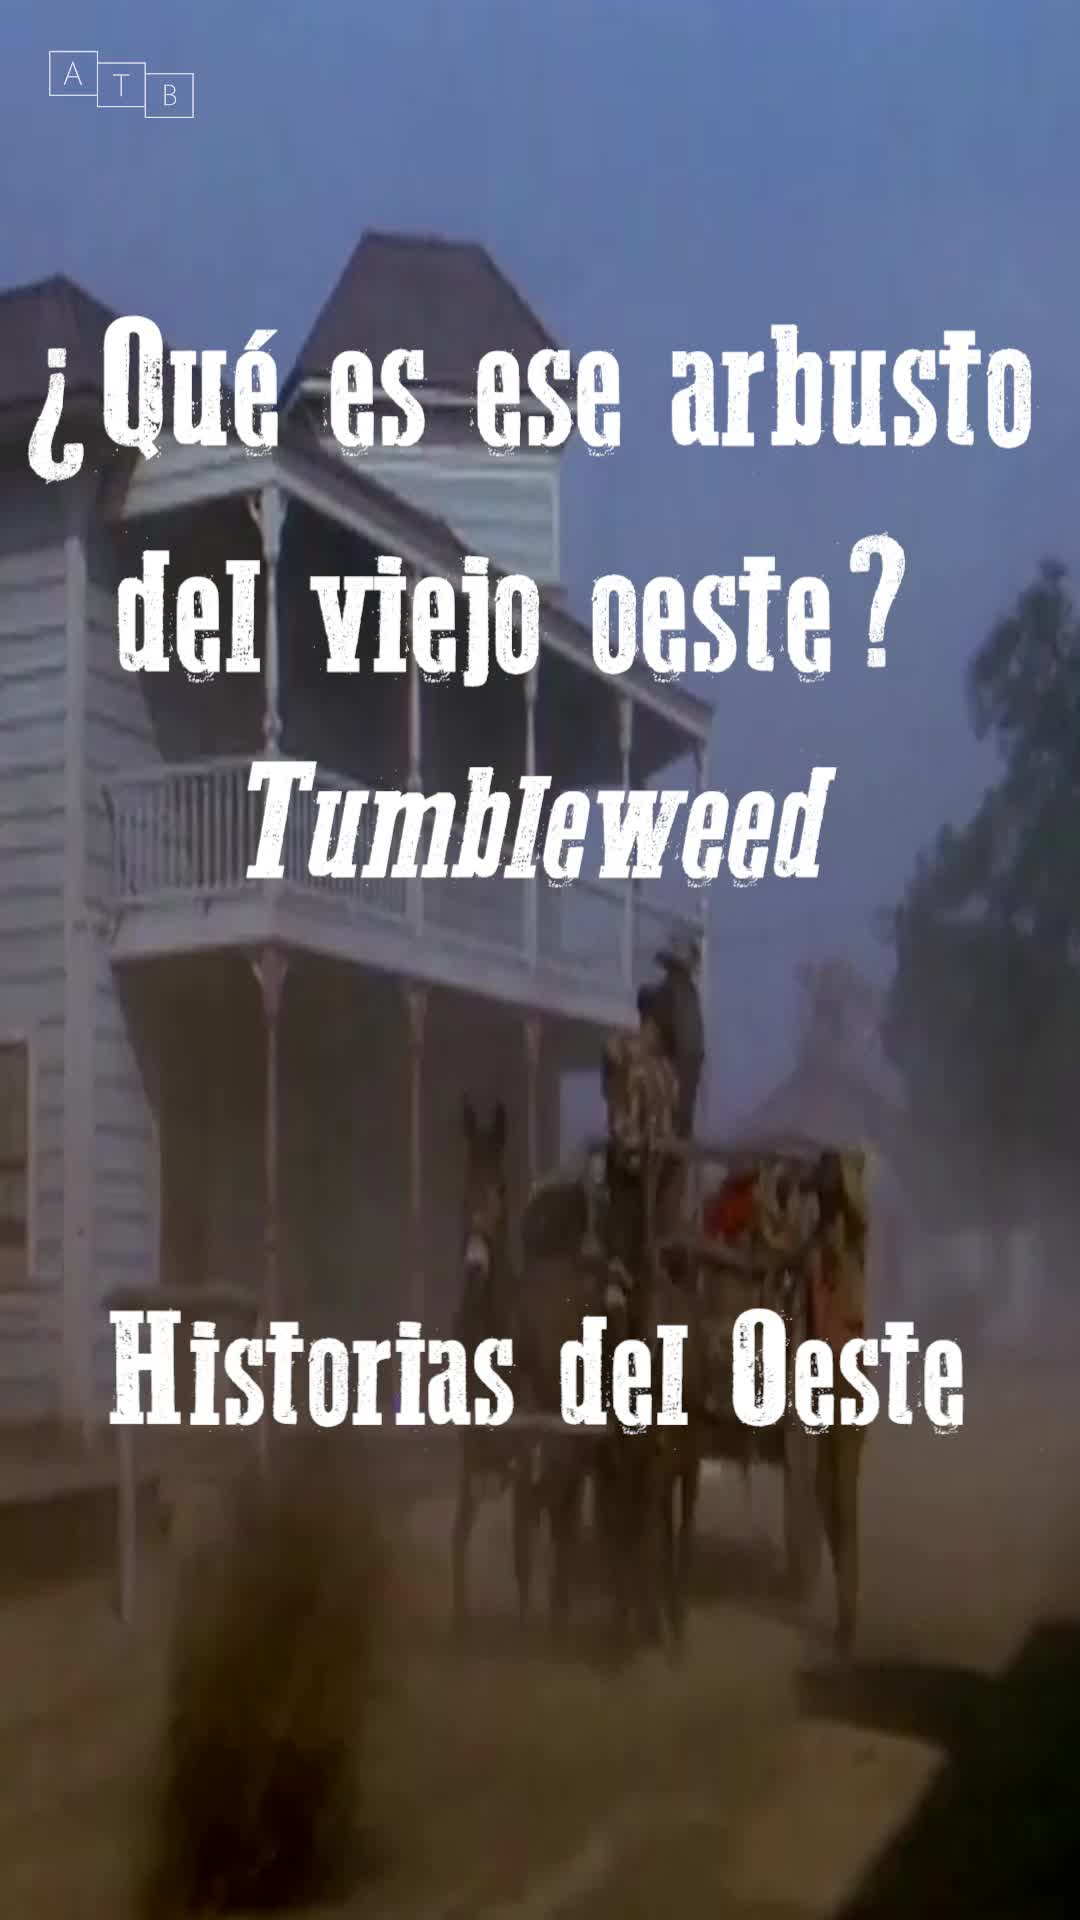 A T B
¿Qué es ese arbusto
del viejo oeste?
Tumbleweed
Historias del Oeste